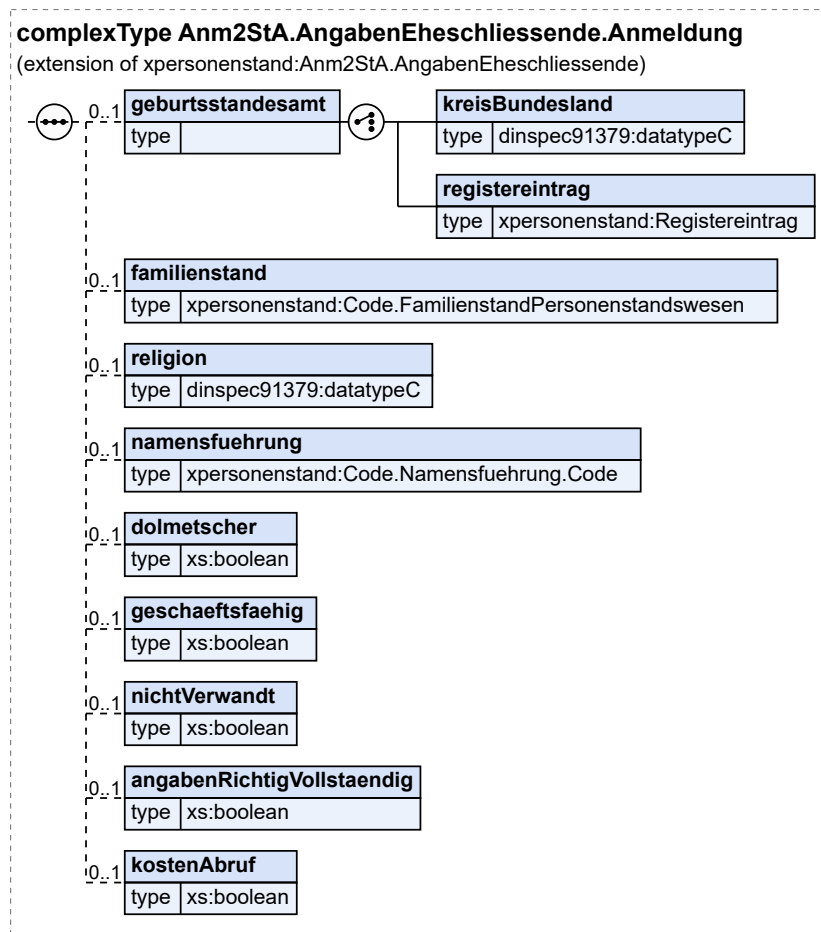 complexType Anm2StA.AngabenEheschliessende.Anmeldung
(extension of xpersonenstand:Anm2StA.AngabenEheschliessende)
0..1
geburtsstandesamt
type
kreisBundesland
type dinspec91379:datatypeC
registereintrag
type xpersonenstand:Registereintrag
0..1
familienstand
type xpersonenstand:Code.FamilienstandPersonenstandswesen
0..1
religion
type dinspec91379:datatypeC
0..1
namensfuehrung
type xpersonenstand:Code.Namensfuehrung.Code
0..1
dolmetscher
type xs:boolean
0..1
geschaeftsfaehig
type xs:boolean
0..1
nichtVerwandt
type xs:boolean
0..1
angabenRichtigVollstaendig
type xs:boolean
0..1
kostenAbruf
type xs:boolean